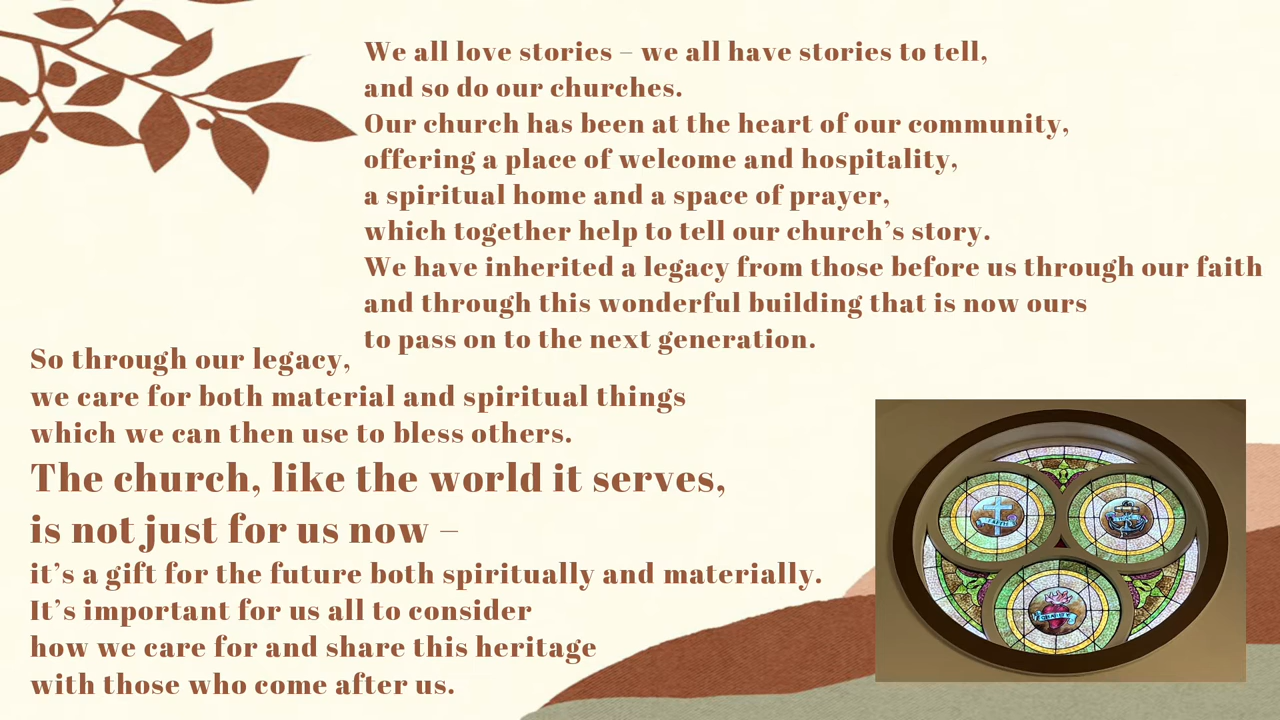 We all love stories – we all have stories to tell,
and so do our churches.
Our church has been at the heart of our community,
offering a place of welcome and hospitality,
a spiritual home and a space of prayer,
which together help to tell our church’s story.
We have inherited a legacy from those before us through our faith
and through this wonderful building that is now ours
to pass on to the next generation.
So through our legacy,
we care for both material and spiritual things
which we can then use to bless others.
The church, like the world it serves,
is not just for us now –
it’s a gift for the future both spiritually and materially.
It’s important for us all to consider
how we care for and share this heritage
with those who come after us.
FAITH